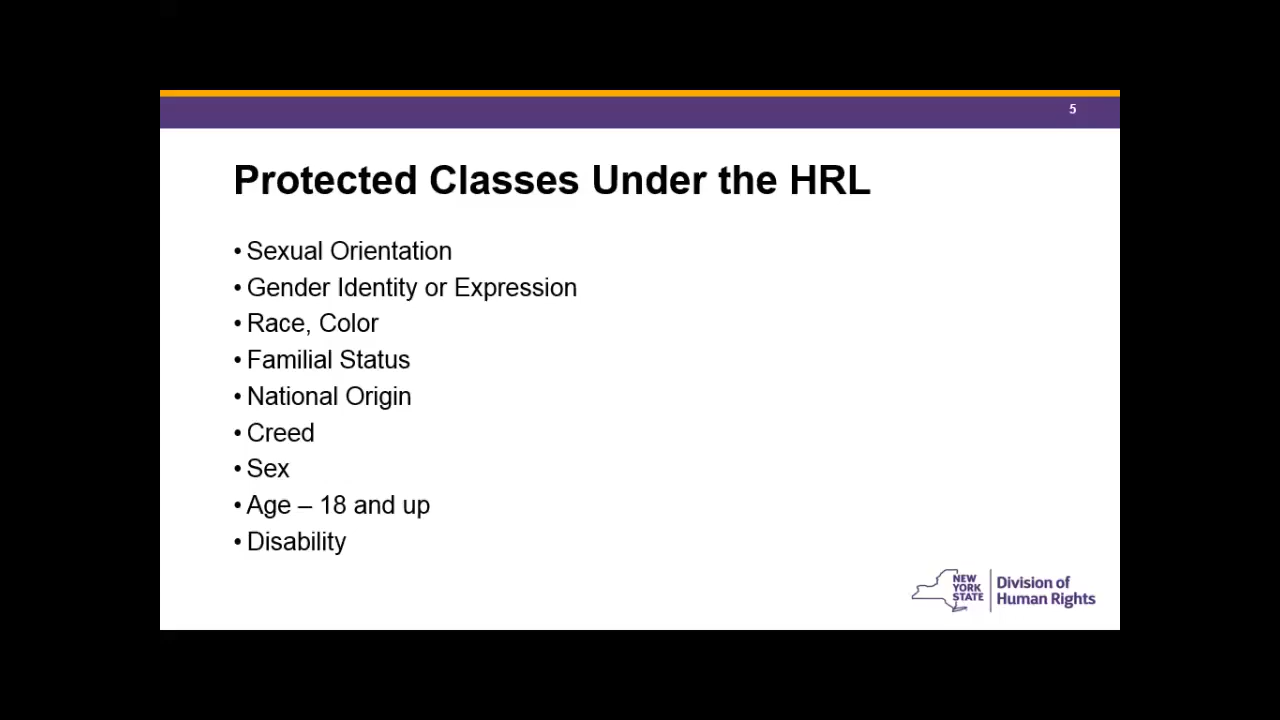 5
Protected Classes Under the HRL
• Sexual Orientation
• Gender Identity or Expression
• Race, Color
• Familial Status
• National Origin
• Creed
• Sex
• Age – 18 and up
• Disability
NEW
YORK
STATE
Division of
Human Rights